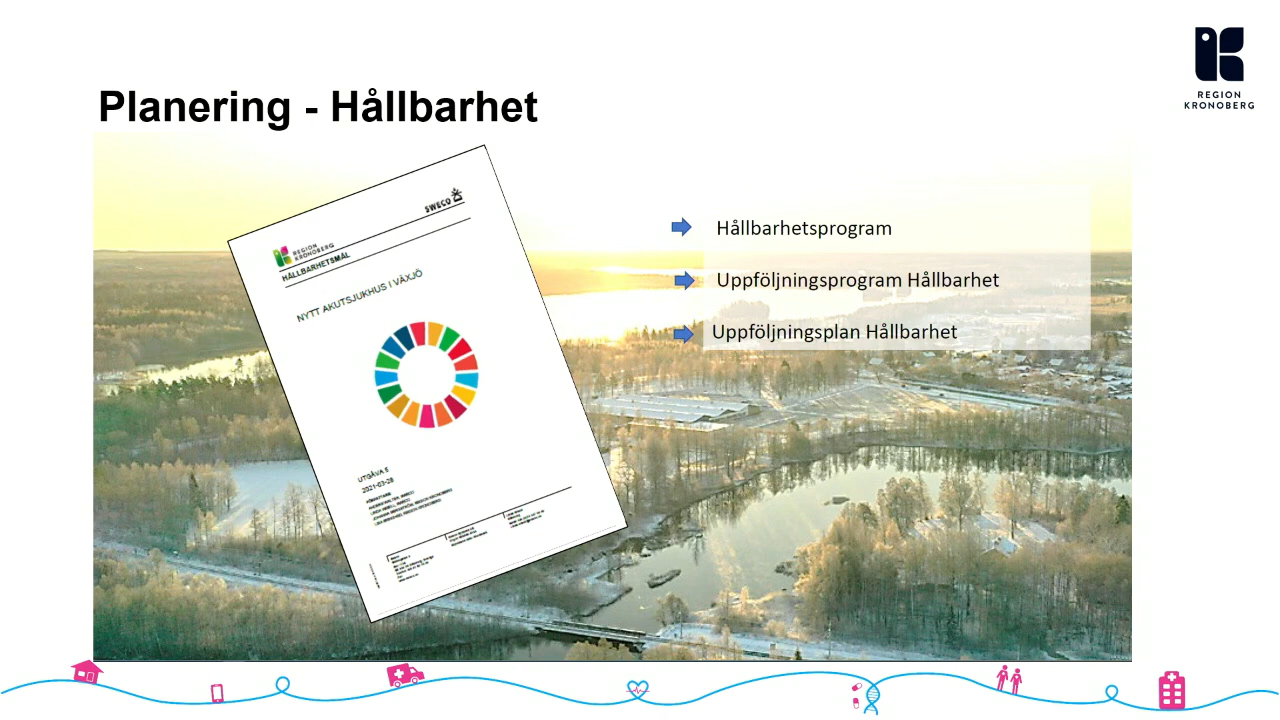 Planering - Hållbarhet
REGION
KRONOBERG
SWECO
REGION
KRONOBERG
HÅLLBARHETSMÅL
NYTT AKUTSJUKHUS I VÄXJÖ
UTGÅVA 5
2021-03-26
Hållbarhetsprogram
Uppföljningsprogram Hållbarhet
Uppföljningsplan Hållbarhet